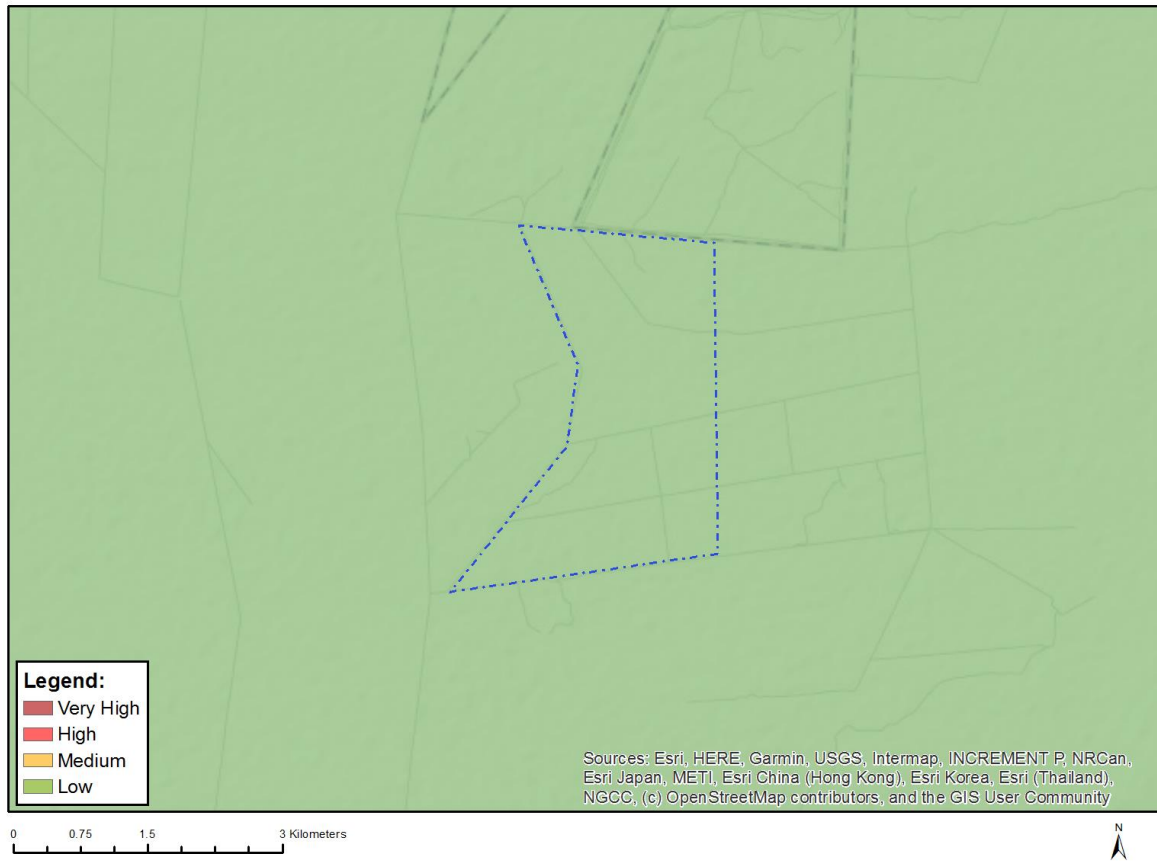 Legend:
Very High
High
Medium
Low
Sources: Esri, HERE, Garmin, USGS, Intermap, INCREMENT P, NRCan,
Esri Japan, METI, Esri China (Hong Kong), Esri Korea, Esri (Thailand),
NGCC, (c) OpenStreetMap contributors, and the GIS User Community
0 0.75 1.5 3 Kilometers
N